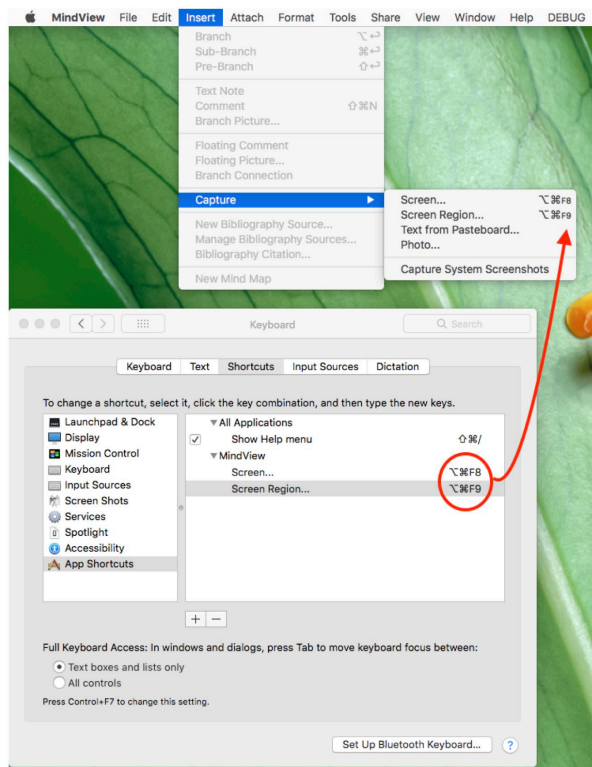 MindView File Edit Insert Attach Format Tools Share View Window Help DEBUG
Branch ⌥↩
Sub-Branch ⌘↩
Pre-Branch ⇧↩
Text Note
Comment ⇧⌘N
Branch Picture...
Floating Comment
Floating Picture...
Branch Connection
Capture ▶
New Bibliography Source...
Manage Bibliography Sources...
Bibliography Citation...
New Mind Map
Screen... ⌥⌘F8
Screen Region... ⌥⌘F9
Text from Pasteboard...
Photo...
Capture System Screenshots
Keyboard
Search
Keyboard Text Shortcuts Input Sources Dictation
To change a shortcut, select it, click the key combination, and then type the new keys.
Launchpad & Dock
Display
Mission Control
Keyboard
Input Sources
Screen Shots
Services
Spotlight
Accessibility
App Shortcuts
All Applications
Show Help menu ⇧⌘/
MindView
Screen... ⌥⌘F8
Screen Region... ⌥⌘F9
+ −
Full Keyboard Access: In windows and dialogs, press Tab to move keyboard focus between:
Text boxes and lists only
All controls
Press Control+F7 to change this setting.
Set Up Bluetooth Keyboard... ?